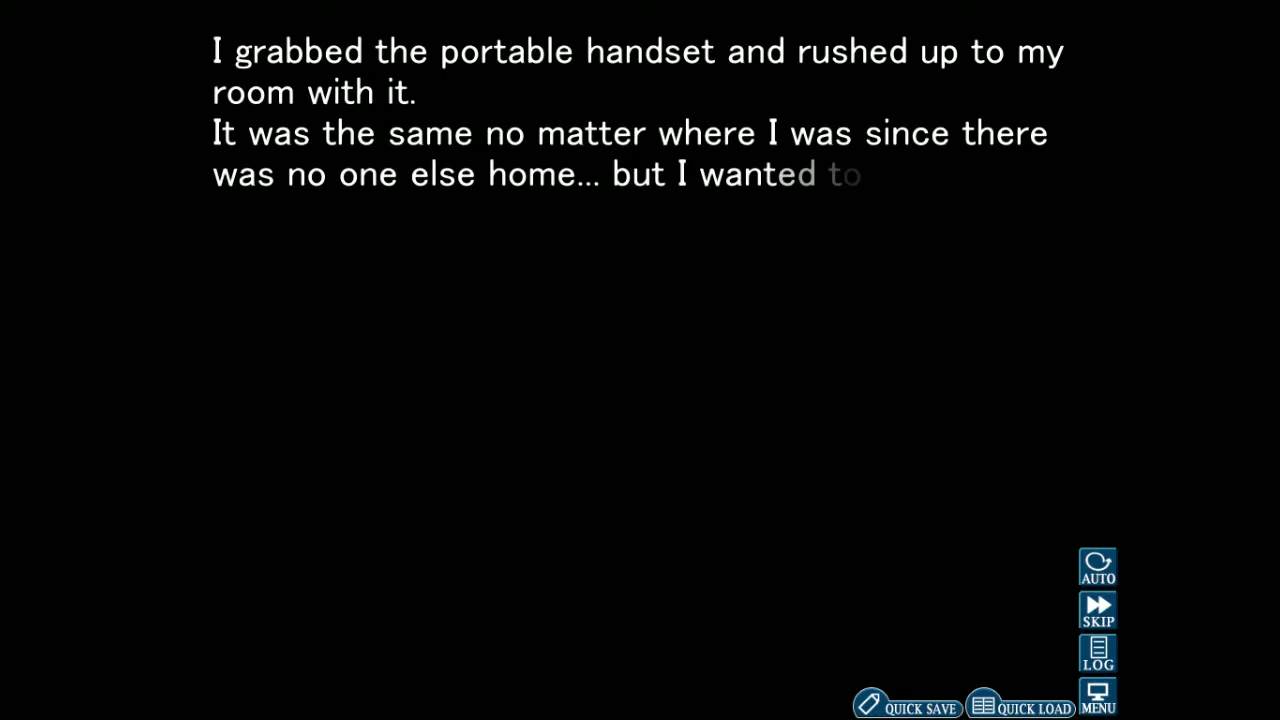 I grabbed the portable handset and rushed up to my
room with it.
It was the same no matter where I was since there
was no one else home... but I wanted to
AUTO
SKIP
LOG
MENU
QUICK SAVE
QUICK LOAD